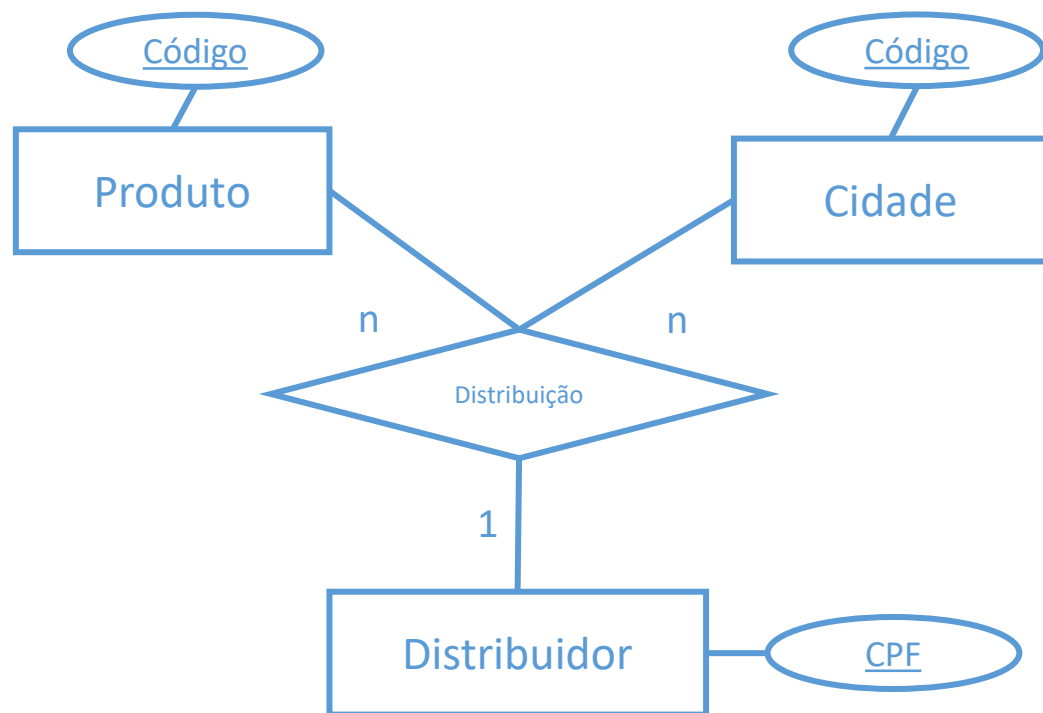 Código
Código
Produto
Cidade
n
n
Distribuição
1
Distribuidor
CPF